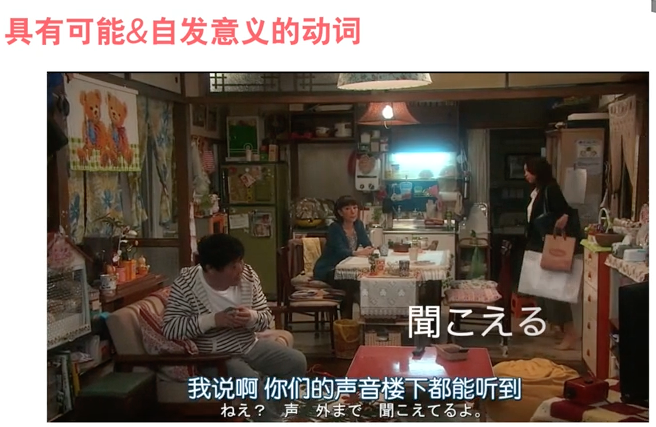 具有可能&自发意义的动词
聞こえる
我说啊 你们的声音楼下都能听到
ねえ？ 声 外まで 聞こえてるよ。